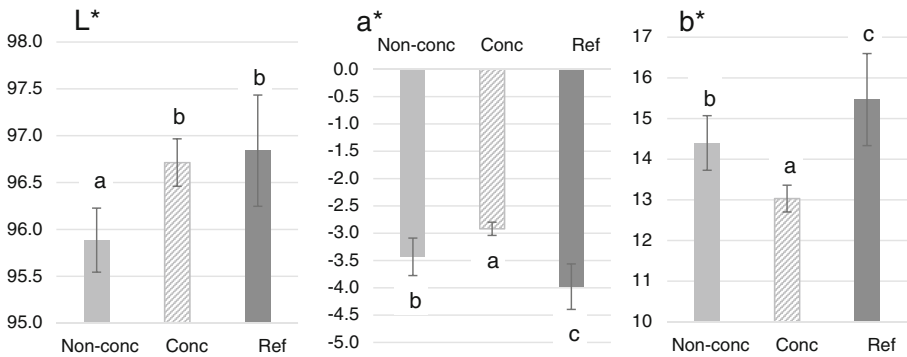 L*
98.0
97.5
97.0
96.5
96.0
95.5
95.0
a
b
b
Non-conc Conc Ref
a*
Non-conc Conc Ref
0.0
-0.5
-1.0
-1.5
-2.0
-2.5
-3.0
-3.5
-4.0
-4.5
-5.0
b
a
c
b*
17
16
15
14
13
12
11
10
b
a
c
Non-conc Conc Ref